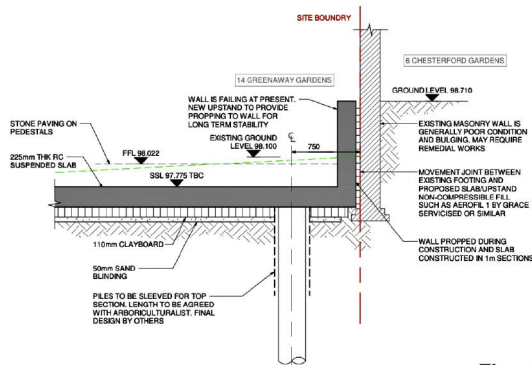 SITE BOUNDRY
6 CHESTERFORD GARDENS
14 GREENAWAY GARDENS
GROUND LEVEL 98.710
WALL IS FAILING AT PRESENT.
NEW UPSTAND TO PROVIDE
PROPPING TO WALL FOR
LONG TERM STABILITY
STONE PAVING ON
PEDESTALS
EXISTING GROUND
LEVEL 98.100
EXISTING MASONRY WALL IS
GENERALLY POOR CONDITION
AND BULGING. MAY REQUIRE
REMEDIAL WORKS
FFL 98.022
750
225mm THK RC
SUSPENDED SLAB
SSL 97.775 TBC
MOVEMENT JOINT BETWEEN
EXISTING FOOTING AND
PROPOSED SLAB/UPSTAND
NON-COMPRESSIBLE FILL
SUCH AS AEROFIL 1 BY GRACE
SERVICISED OR SIMILAR
110mm CLAYBOARD
WALL PROPPED DURING
CONSTRUCTION AND SLAB
CONSTRUCTED IN 1m SECTIONS
50mm SAND
BLINDING
PILES TO BE SLEEVED FOR TOP
SECTION. LENGTH TO BE AGREED
WITH ARBORICULTURALIST. FINAL
DESIGN BY OTHERS